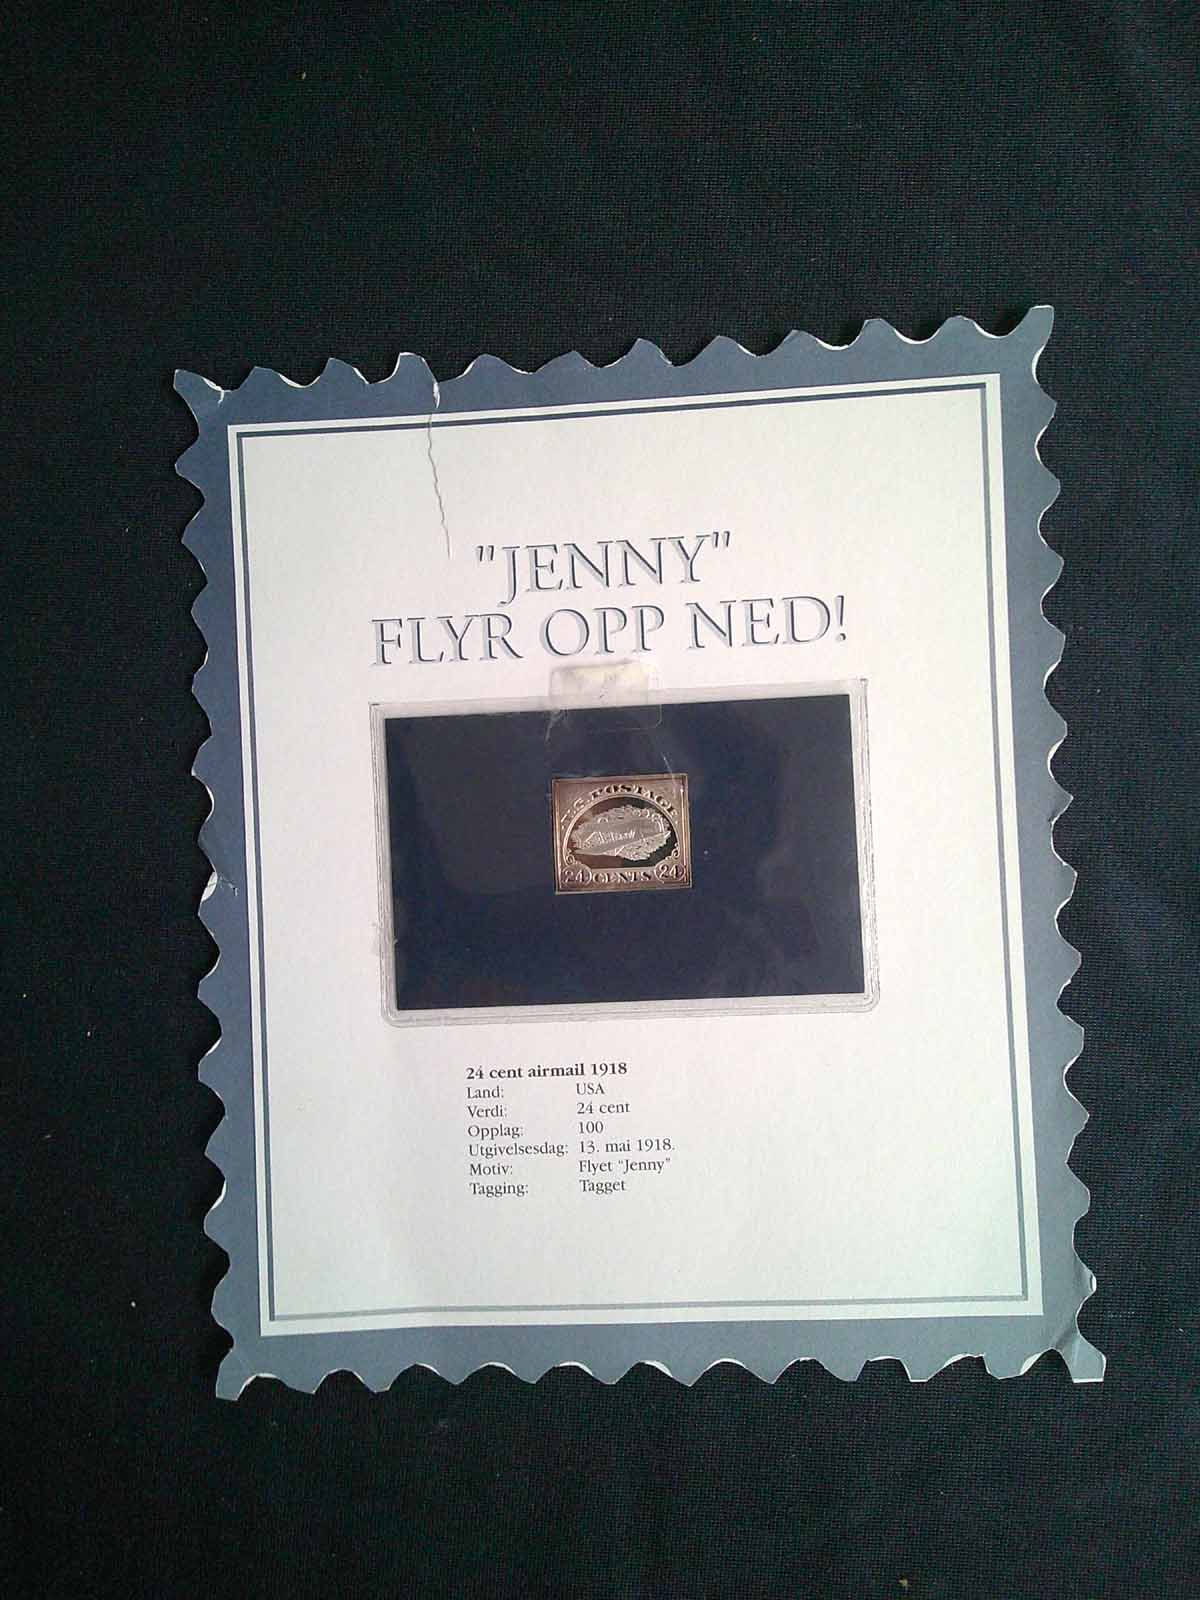 "JENNY"
FLYR OPP NED!
U.S. POSTAGE
24 CENTS 24
24 cent airmail 1918
Land: USA
Verdi: 24 cent
Opplag: 100
Utgivelsesdag: 13. mai 1918.
Motiv: Flyet "Jenny"
Tagging: Tagget